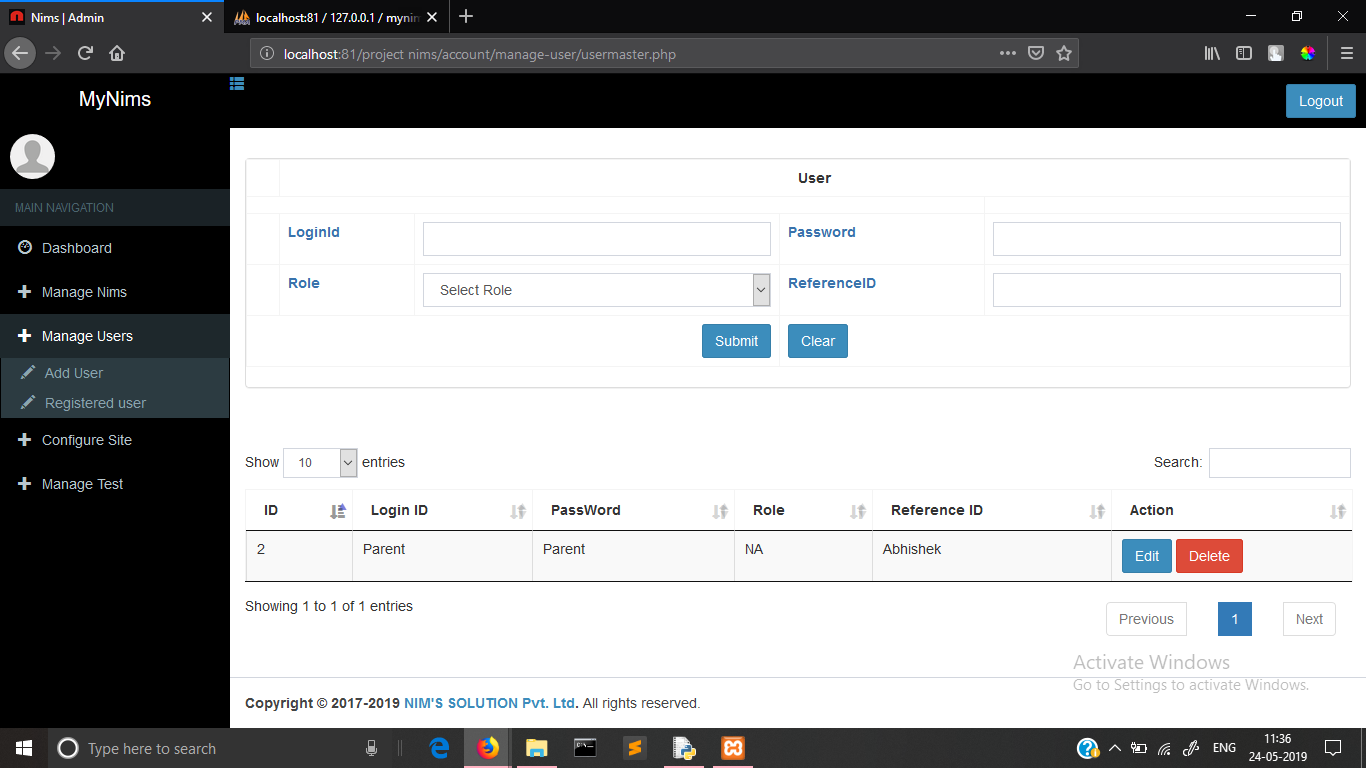 Nims | Admin
localhost:81 / 127.0.0.1 / mynim
localhost:81/project nims/account/manage-user/usermaster.php
MyNims
Logout
MAIN NAVIGATION
Dashboard
Manage Nims
Manage Users
Add User
Registered user
Configure Site
Manage Test
User
LoginId
Password
Role
Select Role
ReferenceID
Submit
Clear
Show 10 entries
Search:
ID Login ID PassWord Role Reference ID Action
2 Parent Parent NA Abhishek Edit Delete
Showing 1 to 1 of 1 entries
Previous 1 Next
Activate Windows
Go to Settings to activate Windows.
Copyright © 2017-2019 NIM'S SOLUTION Pvt. Ltd. All rights reserved.
Type here to search
ENG
11:36
24-05-2019